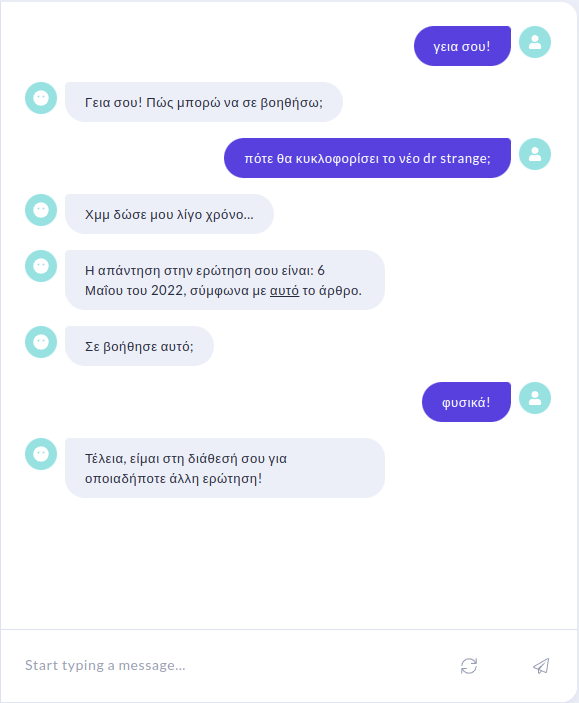 γεια σου!
Γεια σου! Πώς μπορώ να σε βοηθήσω;
πότε θα κυκλοφορίσει το νέο dr strange;
Χμμ δώσε μου λίγο χρόνο...
Η απάντηση στην ερώτηση σου είναι: 6
Μαΐου του 2022, σύμφωνα με αυτό το άρθρο.
Σε βοήθησε αυτό;
φυσικά!
Τέλεια, είμαι στη διάθεσή σου για
οποιαδήποτε άλλη ερώτηση!
Start typing a message...